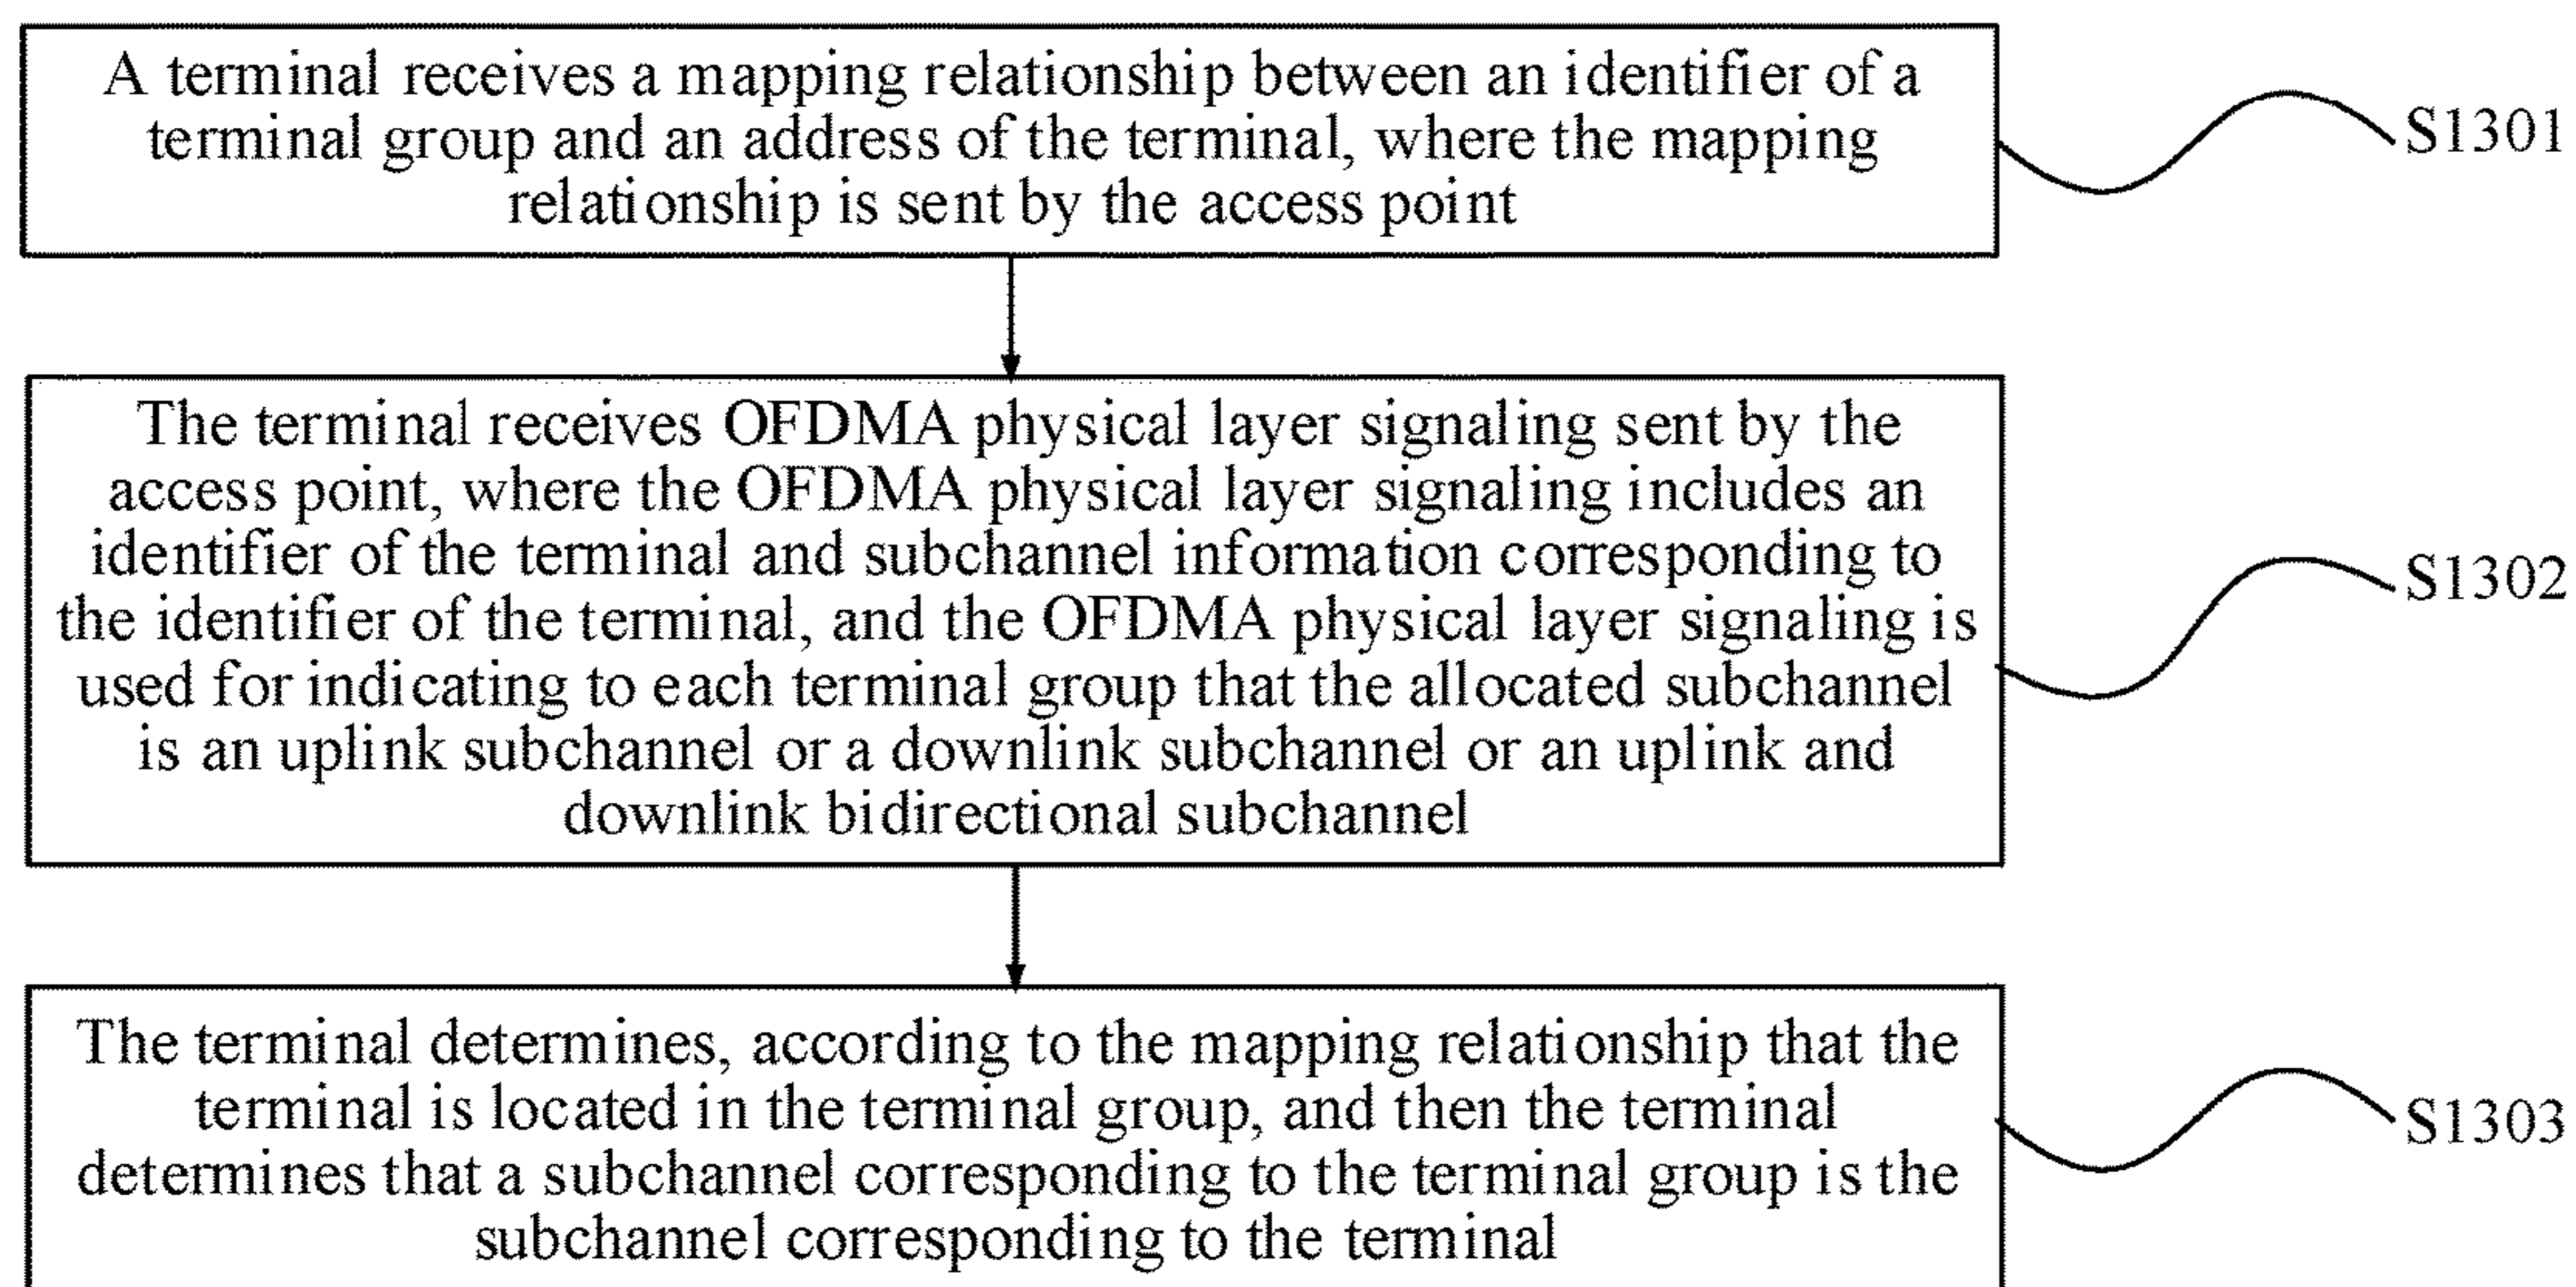 A terminal receives a mapping relationship between an identifier of a
terminal group and an address of the terminal, where the mapping
relationship is sent by the access point
S1301
The terminal receives OFDMA physical layer signaling sent by the
access point, where the OFDMA physical layer signaling includes an
identifier of the terminal and subchannel information corresponding to
the identifier of the terminal, and the OFDMA physical layer signaling is
used for indicating to each terminal group that the allocated subchannel
is an uplink subchannel or a downlink subchannel or an uplink and
downlink bidirectional subchannel
S1302
The terminal determines, according to the mapping relationship that the
terminal is located in the terminal group, and then the terminal
determines that a subchannel corresponding to the terminal group is the
subchannel corresponding to the terminal
S1303